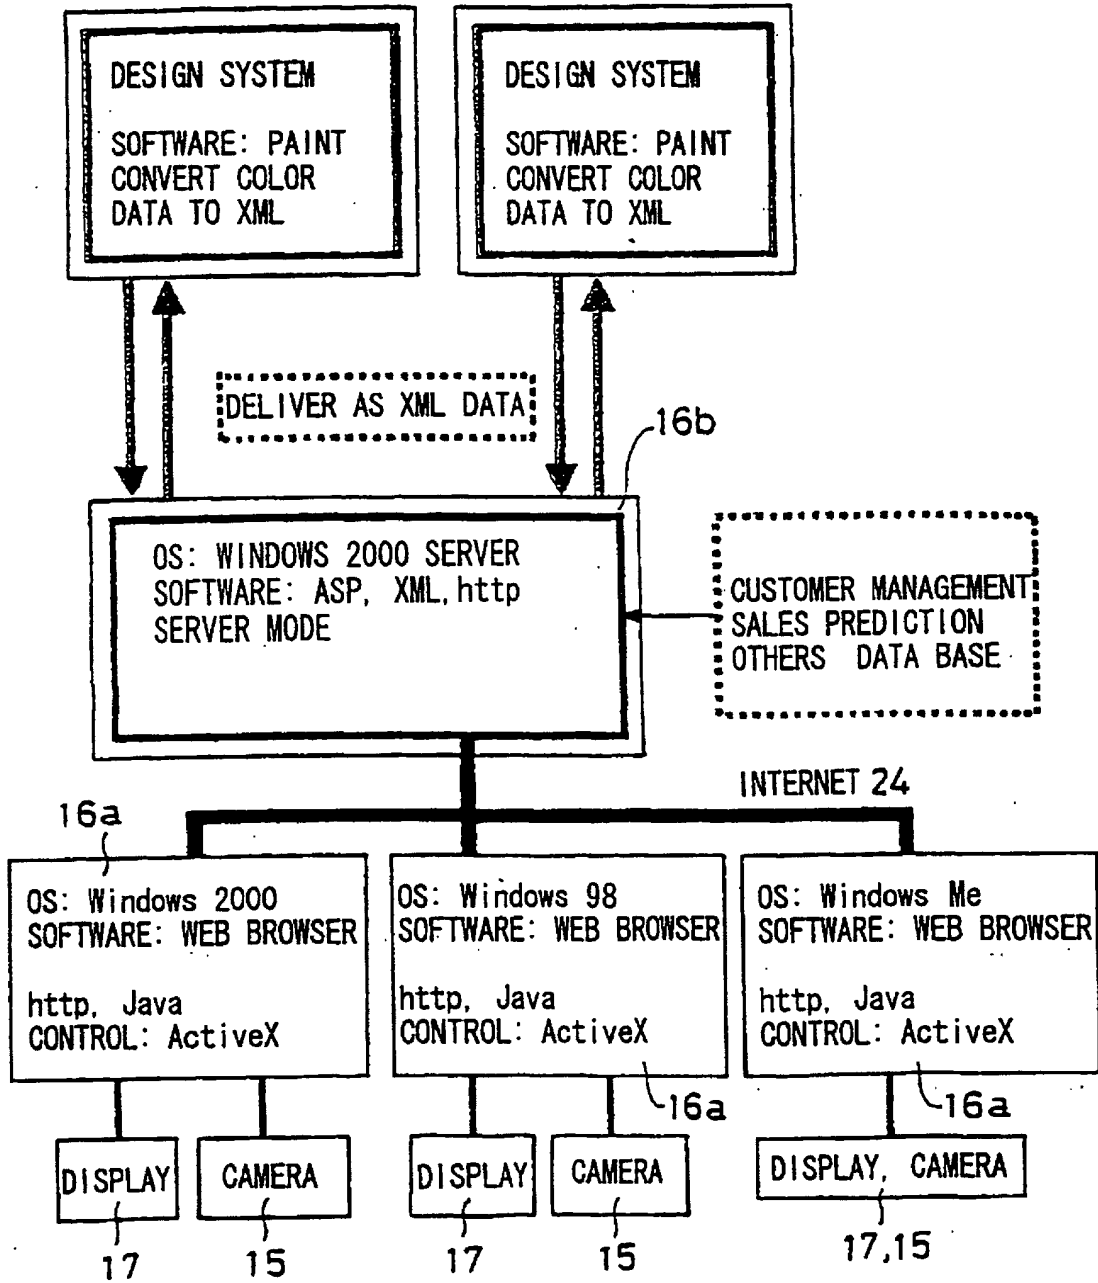 DESIGN SYSTEM
SOFTWARE: PAINT
CONVERT COLOR
DATA TO XML
DESIGN SYSTEM
SOFTWARE: PAINT
CONVERT COLOR
DATA TO XML
DELIVER AS XML DATA
16b
OS: WINDOWS 2000 SERVER
SOFTWARE: ASP, XML, http
SERVER MODE
CUSTOMER MANAGEMENT
SALES PREDICTION
OTHERS DATA BASE
INTERNET 24
16a
OS: Windows 2000
SOFTWARE: WEB BROWSER
http, Java
CONTROL: ActiveX
OS: Windows 98
SOFTWARE: WEB BROWSER
http, Java
CONTROL: ActiveX
16a
OS: Windows Me
SOFTWARE: WEB BROWSER
http, Java
CONTROL: ActiveX
16a
DISPLAY
17
CAMERA
15
DISPLAY
17
CAMERA
15
DISPLAY, CAMERA
17,15